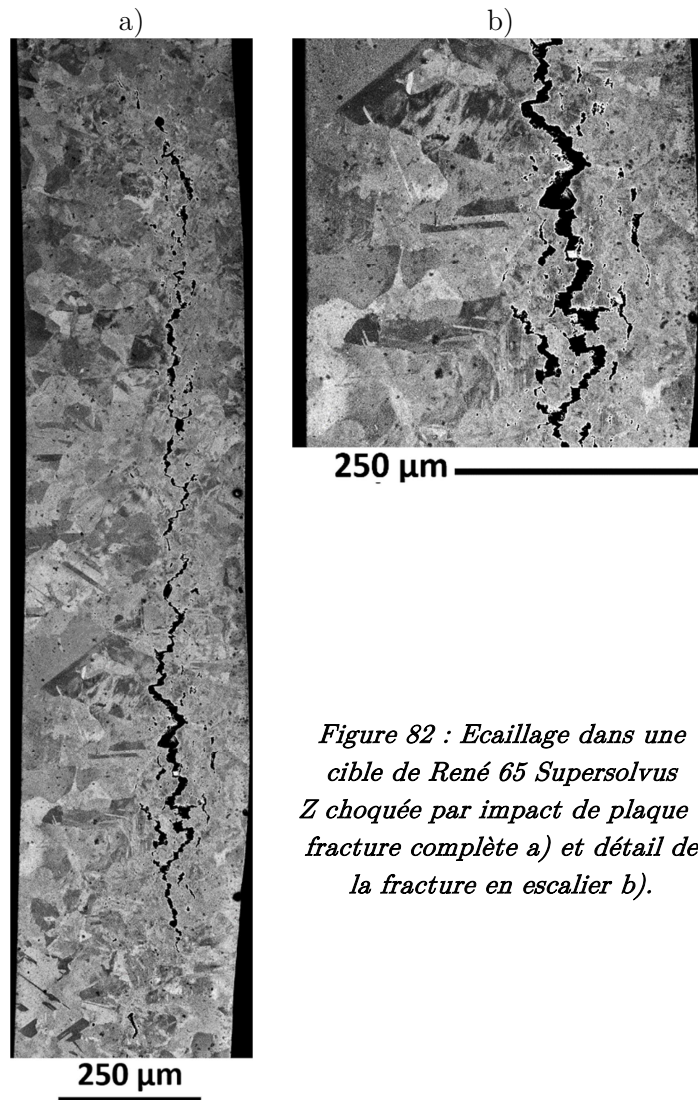 a)
b)
250 µm
250 µm
Figure 82 : Ecaillage dans une
cible de René 65 Supersolvus
Z choquée par impact de plaque
fracture complète a) et détail de
la fracture en escalier b).